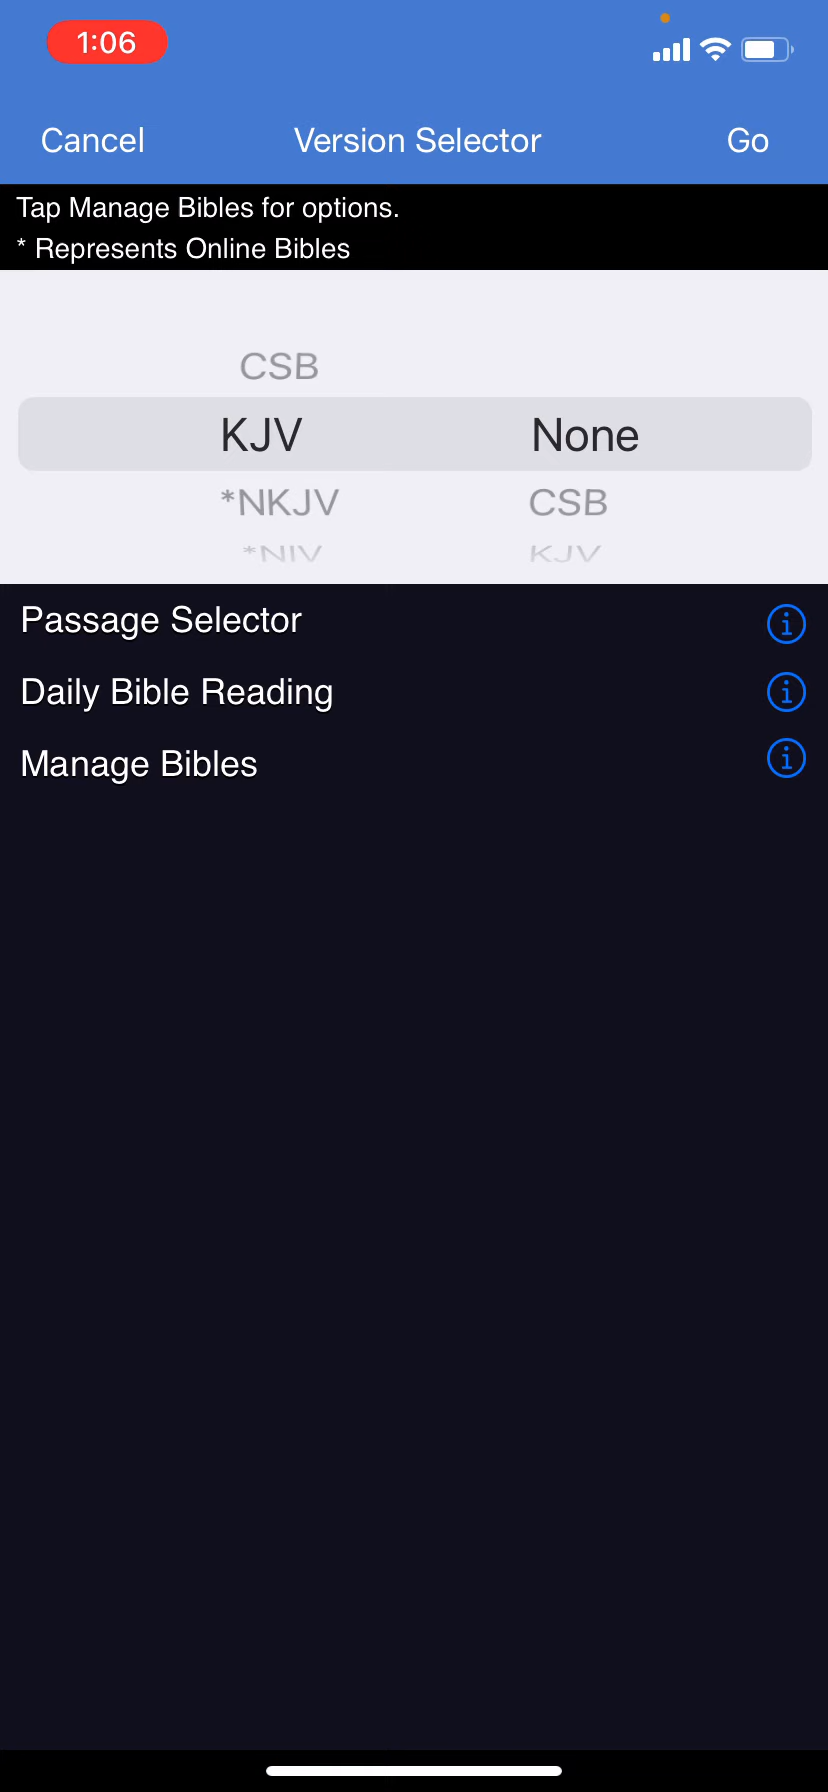 1:06
Cancel Version Selector Go
Tap Manage Bibles for options.
* Represents Online Bibles
CSB
KJV None
*NKJV CSB
*NIV KJV
Passage Selector
Daily Bible Reading
Manage Bibles